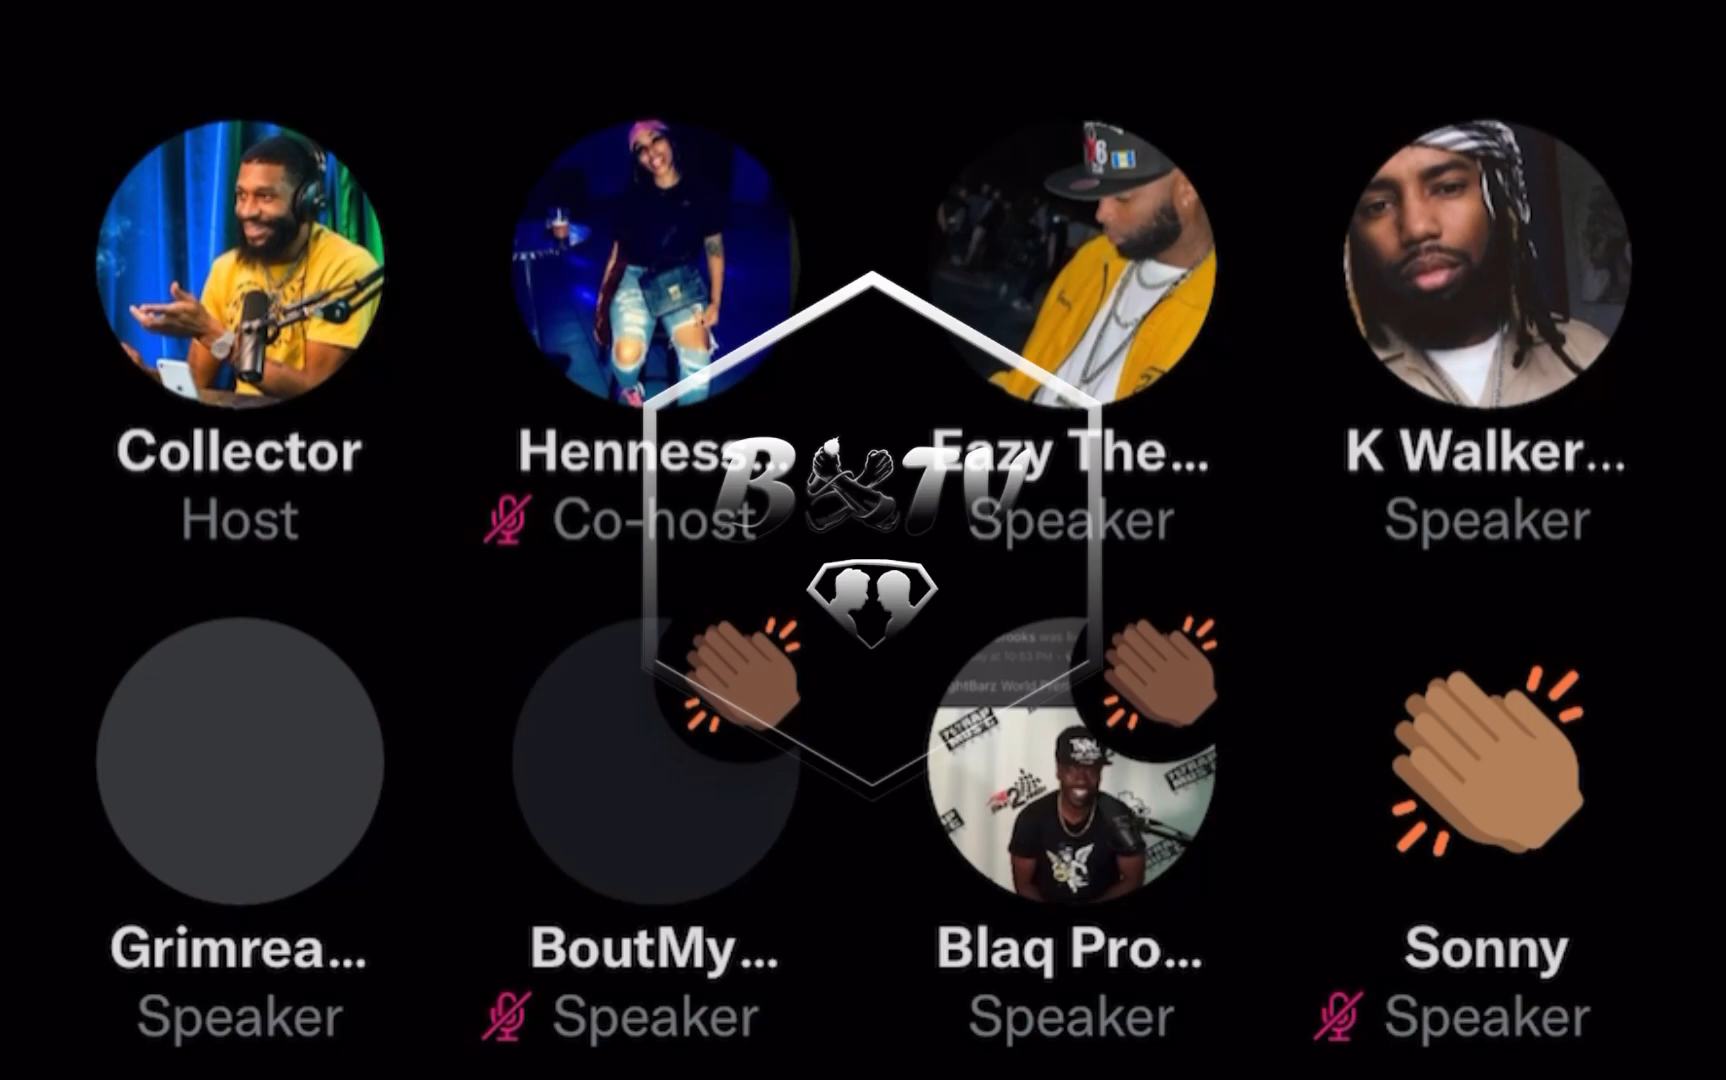 Collector
Henness...
Eazy The...
K Walker...
Host
Co-host
Speaker
Speaker
B TV
Grimrea...
BoutMy...
Blaq Pro...
Sonny
Speaker
Speaker
Speaker
Speaker